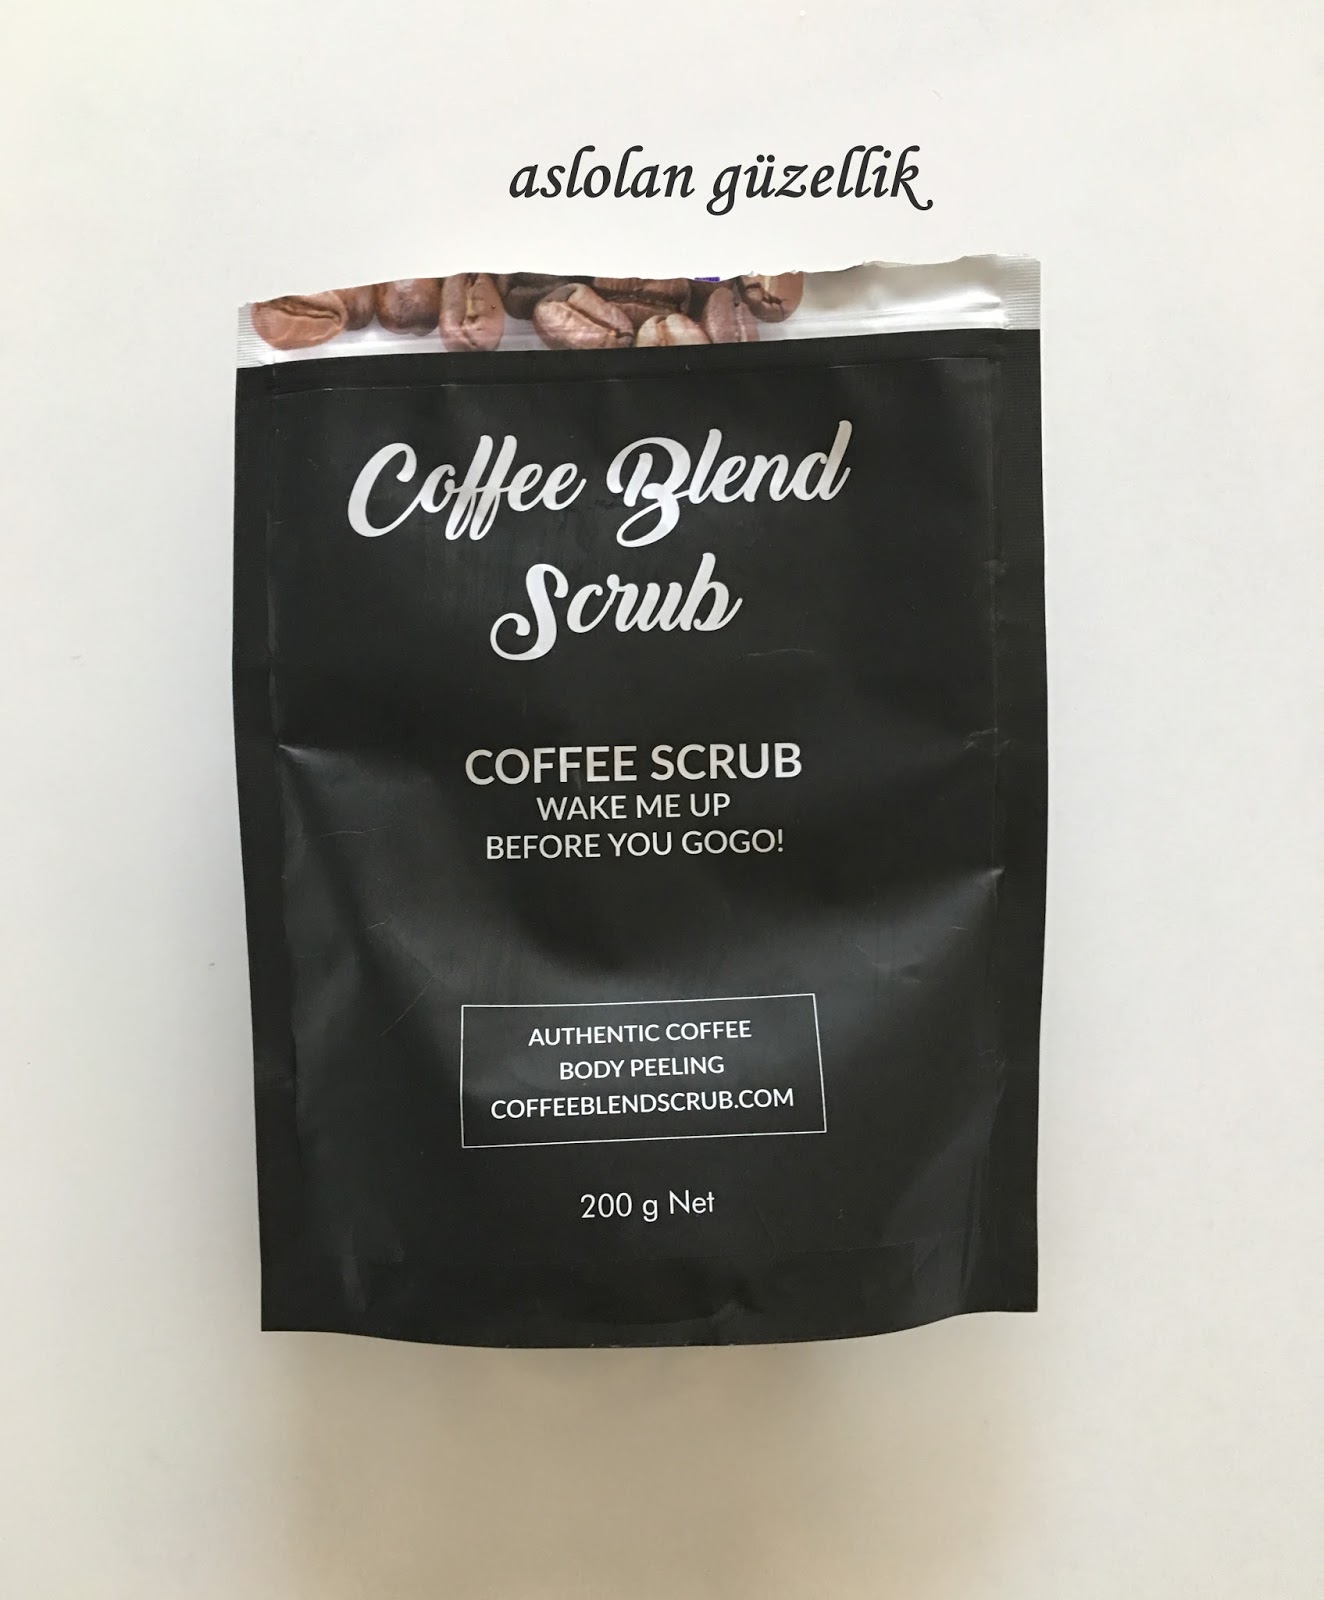 aslolan güzellik
Coffee Blend
Scrub
COFFEE SCRUB
WAKE ME UP
BEFORE YOU GOGO!
AUTHENTIC COFFEE
BODY PEELING
COFFEEBLENDSCRUB.COM
200 g Net